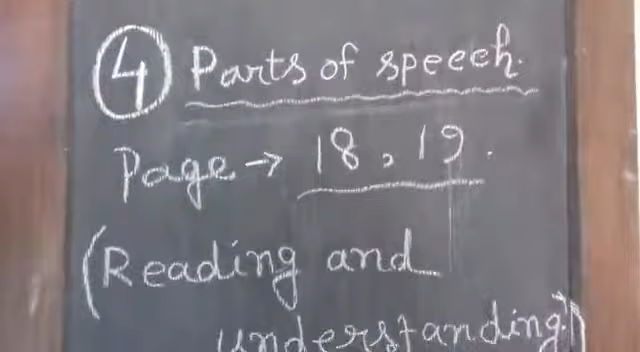 ④ Parts of speech.
Page → 18, 19.
(Reading and
understanding.)